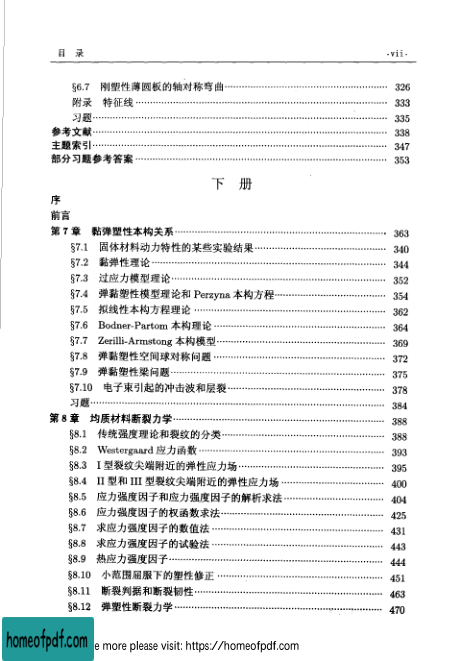 目 录 ·vii·
§6.7 刚塑性薄圆板的轴对称弯曲 326
附录 特征线 333
习题 335
参考文献 338
主题索引 347
部分习题参考答案 353
下 册
序
前言
第 7 章 黏弹塑性本构关系 363
§7.1 固体材料动力特性的某些实验结果 340
§7.2 黏弹性理论 344
§7.3 过应力模型理论 352
§7.4 弹黏塑性模型理论和 Perzyna 本构方程 354
§7.5 拟线性本构方程理论 362
§7.6 Bodner-Partom 本构理论 364
§7.7 Zerilli-Armstong 本构模型 369
§7.8 弹黏塑性空间球对称问题 372
§7.9 弹黏塑性梁问题 375
§7.10 电子束引起的冲击波和层裂 378
习题 384
第 8 章 均质材料断裂力学 388
§8.1 传统强度理论和裂纹的分类 388
§8.2 Westergaard 应力函数 393
§8.3 I 型裂纹尖端附近的弹性应力场 395
§8.4 II 型和 III 型裂纹尖端附近的弹性应力场 400
§8.5 应力强度因子和应力强度因子的解析求法 404
§8.6 应力强度因子的权函数求法 425
§8.7 求应力强度因子的数值法 431
§8.8 求应力强度因子的试验法 443
§8.9 热应力强度因子 444
§8.10 小范围屈服下的塑性修正 451
§8.11 断裂判据和断裂韧性 463
§8.12 弹塑性断裂力学 470
homeofpdf.com
e more please visit: https://homeofpdf.com